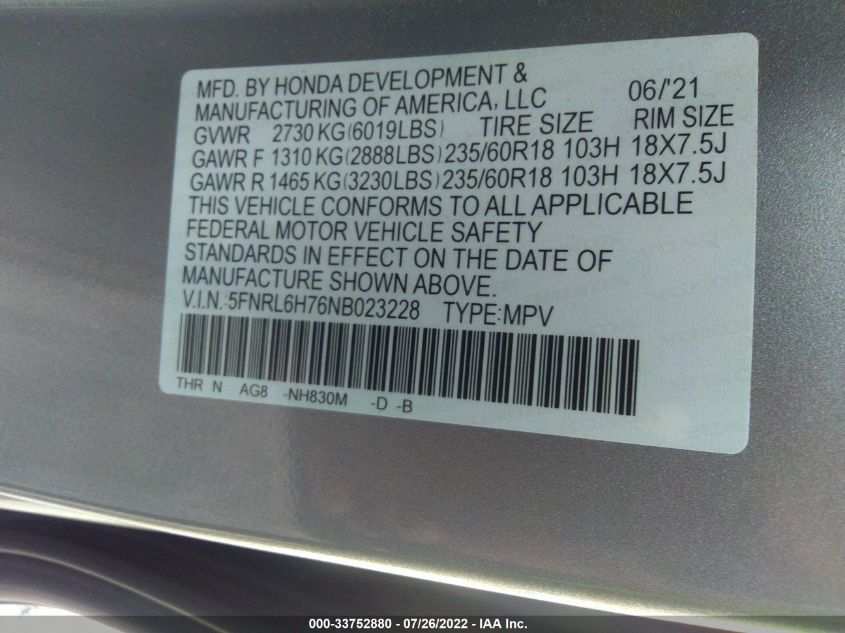 MFD. BY HONDA DEVELOPMENT &
MANUFACTURING OF AMERICA, LLC 06/'21
GVWR 2730 KG(6019LBS) TIRE SIZE RIM SIZE
GAWR F 1310 KG(2888LBS) 235/60R18 103H 18X7.5J
GAWR R 1465 KG(3230LBS) 235/60R18 103H 18X7.5J
THIS VEHICLE CONFORMS TO ALL APPLICABLE
FEDERAL MOTOR VEHICLE SAFETY
STANDARDS IN EFFECT ON THE DATE OF
MANUFACTURE SHOWN ABOVE.
V.I.N.:5FNRL6H76NB023228 TYPE:MPV
THR N AG8 -NH830M -D -B
000-33752880 - 07/26/2022 - IAA Inc.